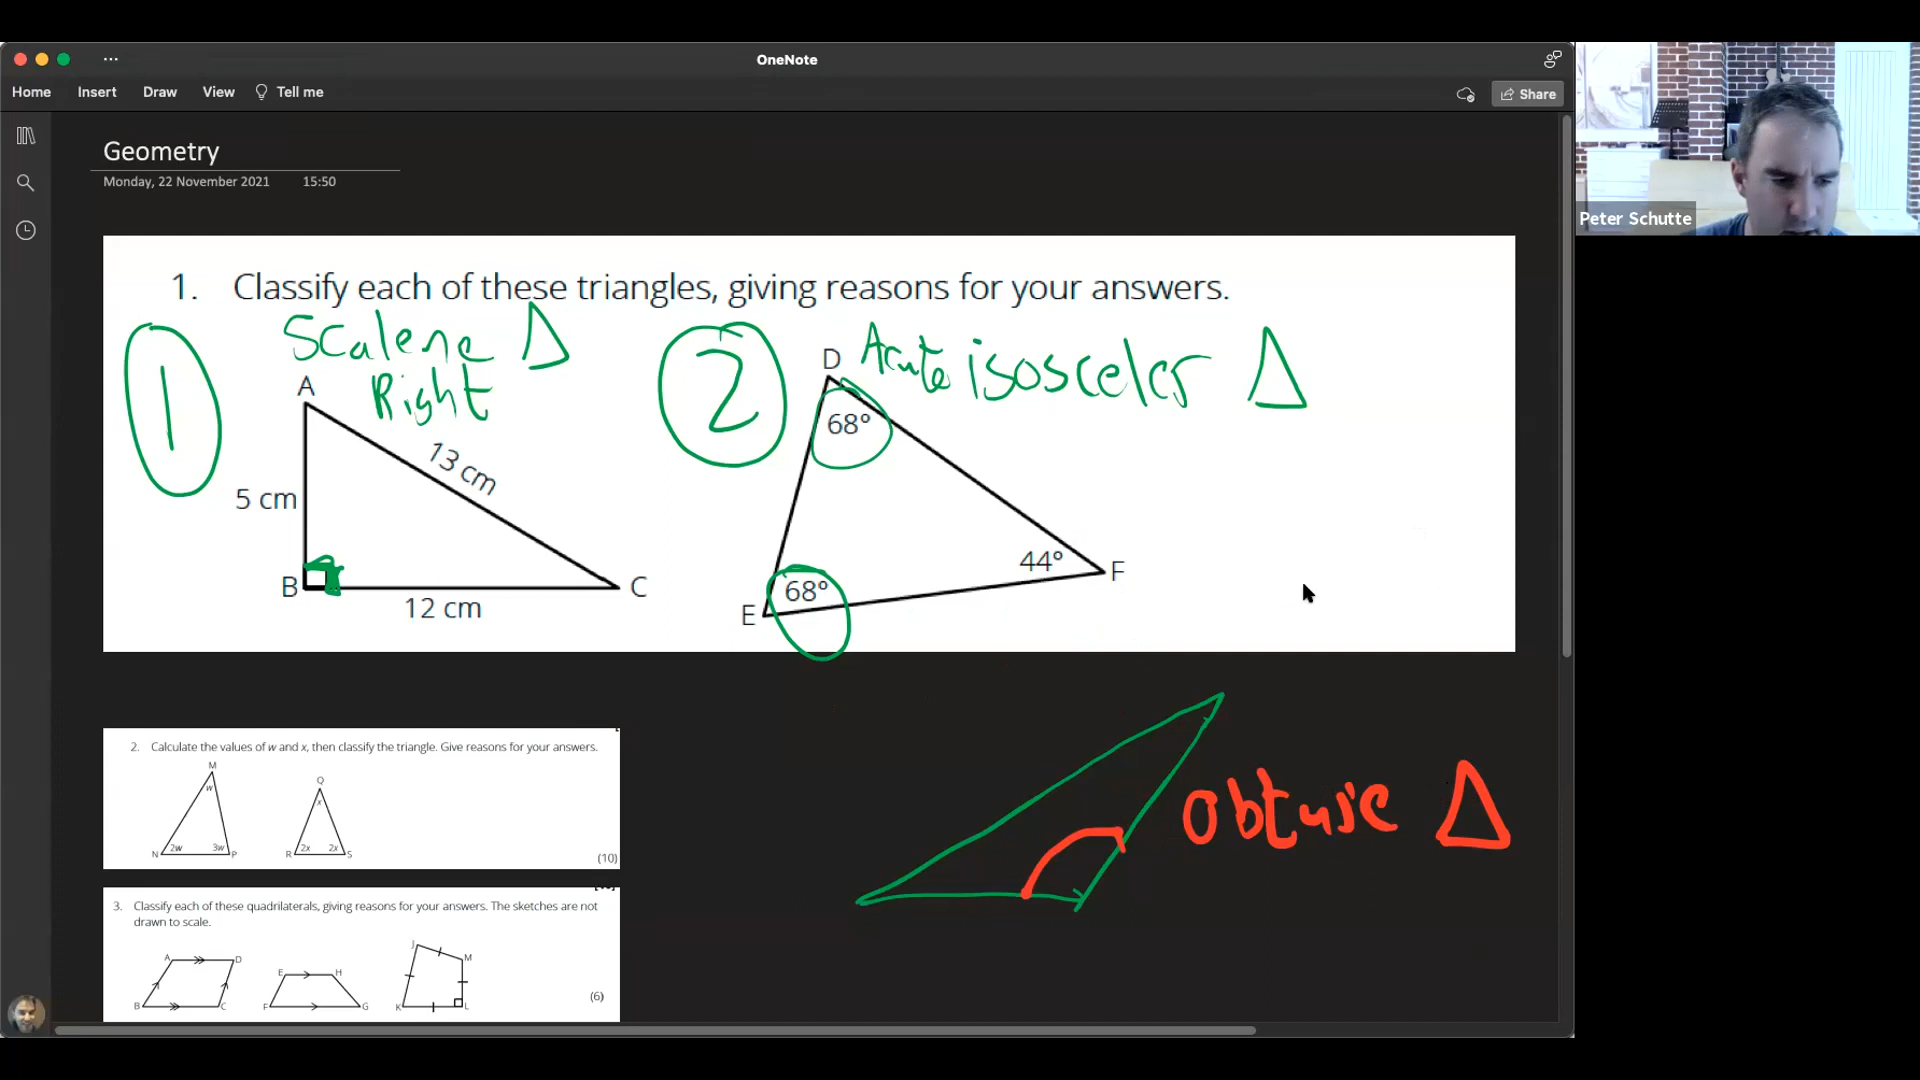 OneNote
Home Insert Draw View Tell me
Share
Geometry
Monday, 22 November 2021 15:50
Peter Schutte
1. Classify each of these triangles, giving reasons for your answers.
1 Scalene Δ
Right
A
13 cm
5 cm
B
C
12 cm
2 D Acute isosceles Δ
68°
44°
F
68°
E
Obtuse Δ
2. Calculate the values of w and x, then classify the triangle. Give reasons for your answers.
M
w
N 2w 3w P
Q
x
R 2x 2x S
(10)
3. Classify each of these quadrilaterals, giving reasons for your answers. The sketches are not
drawn to scale.
A D
B C
E H
F G
J
M
K L
(6)